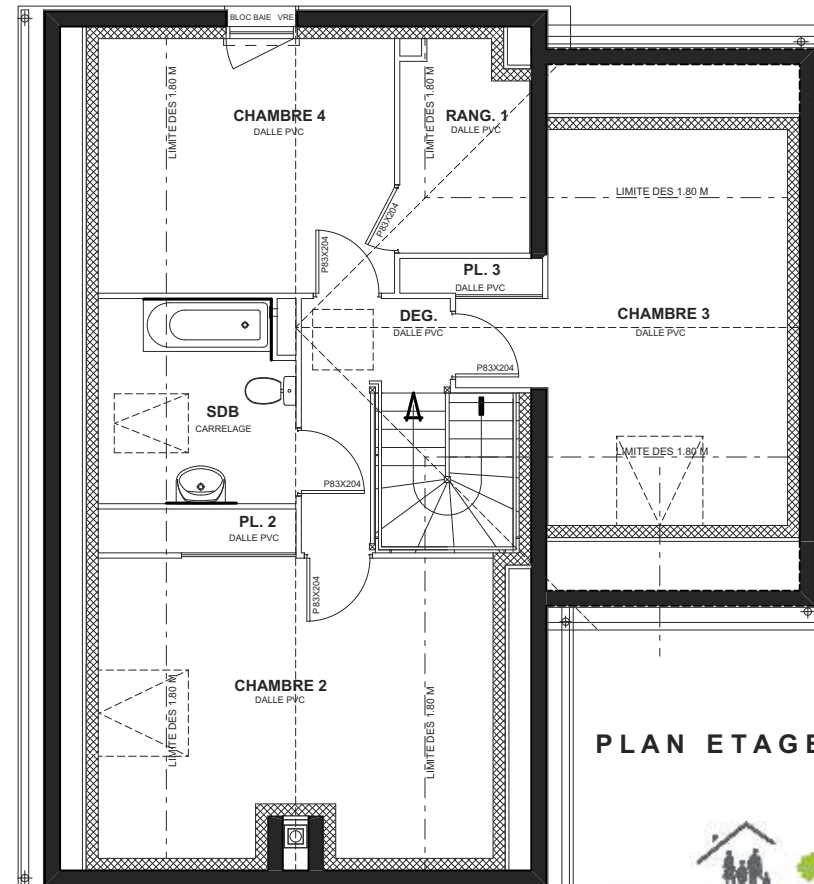 BLOC BAIE VRE
LIMITE DES 1.80 M
CHAMBRE 4
DALLE PVC
LIMITE DES 1.80 M
RANG. 1
DALLE PVC
P83X204
P83X204
LIMITE DES 1.80 M
PL. 3
DALLE PVC
DEG.
DALLE PVC
CHAMBRE 3
DALLE PVC
P83X204
SDB
CARRELAGE
LIMITE DES 1.80 M
P83X204
PL. 2
DALLE PVC
P83X204
CHAMBRE 2
DALLE PVC
LIMITE DES 1.80 M
LIMITE DES 1.80 M
PLAN ETAGE